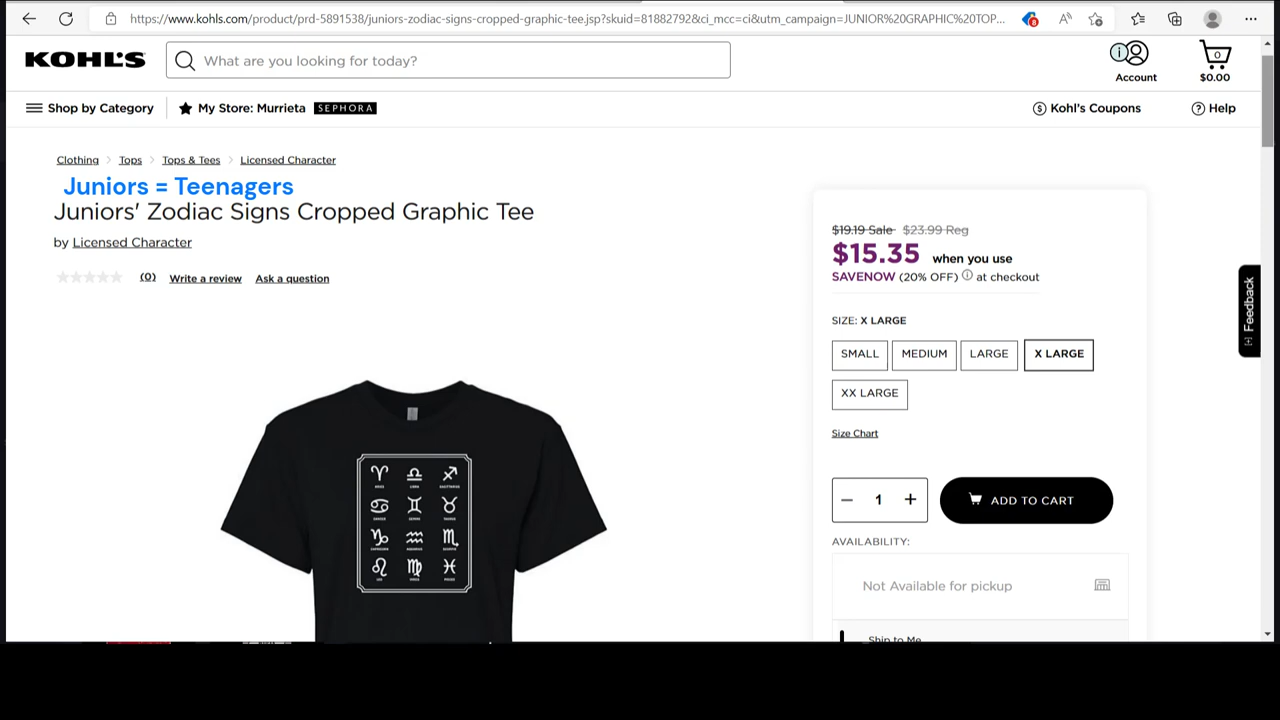 https://www.kohls.com/product/prd-5891538/juniors-zodiac-signs-cropped-graphic-tee.jsp?skuid=81882792&ci_mcc=ci&utm_campaign=JUNIOR%20GRAPHIC%20TOP...
8
KOHL'S
What are you looking for today?
Account
0
$0.00
Shop by Category
My Store: Murrieta
SEPHORA
Kohl's Coupons
Help
Clothing > Tops > Tops & Tees > Licensed Character
Juniors = Teenagers
Juniors' Zodiac Signs Cropped Graphic Tee
by Licensed Character
(0) Write a review Ask a question
$19.19 Sale $23.99 Reg
$15.35 when you use
SAVENOW (20% OFF) at checkout
SIZE: X LARGE
SMALL MEDIUM LARGE X LARGE
XX LARGE
Size Chart
1
ADD TO CART
AVAILABILITY:
Not Available for pickup
Ship to Me
[+] Feedback